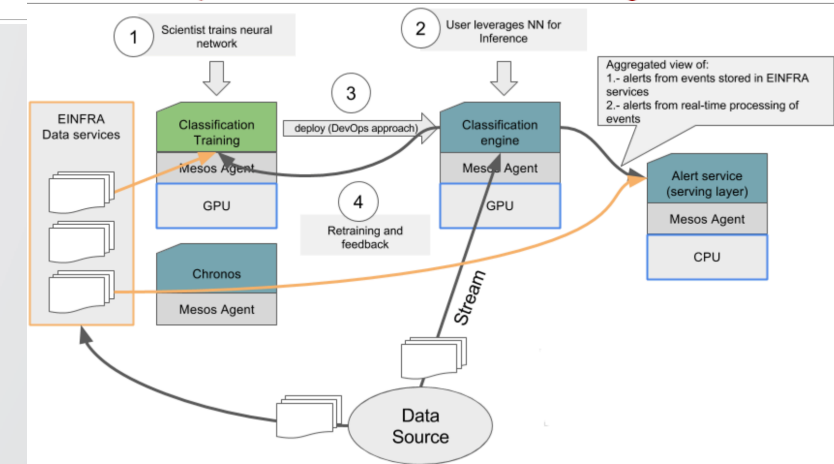 1
Scientist trains neural
network
2
User leverages NN for
Inference
Aggregated view of:
1.- alerts from events stored in EINFRA
services
2.- alerts from real-time processing of
events
EINFRA
Data services
Classification
Training
Mesos Agent
GPU
3
deploy (DevOps approach)
Classification
engine
Mesos Agent
GPU
Alert service
(serving layer)
Mesos Agent
CPU
4
Retraining and
feedback
Chronos
Mesos Agent
Stream
Data
Source